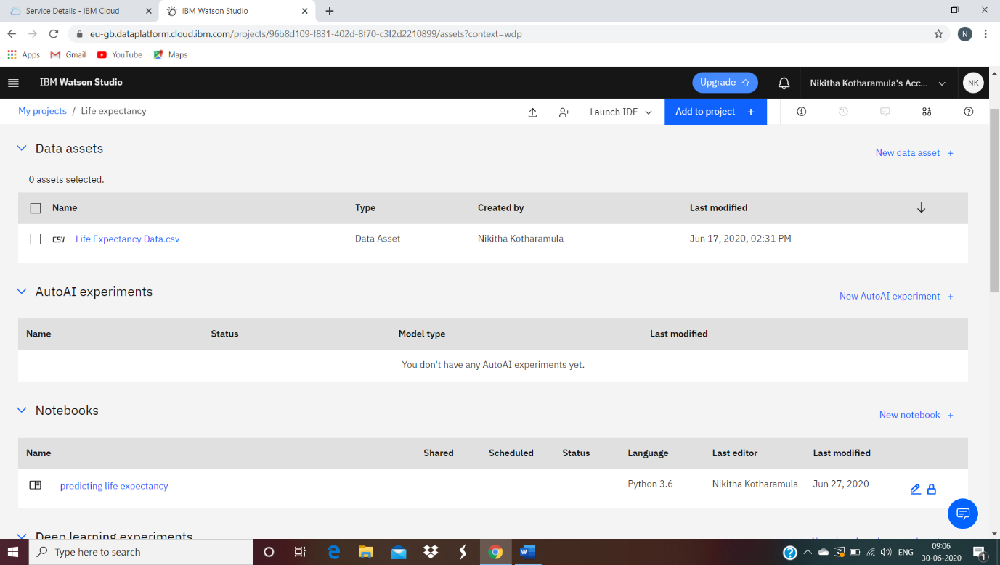 Service Details - IBM Cloud
IBM Watson Studio
eu-gb.dataplatform.cloud.ibm.com/projects/96b8d109-f831-402d-8f70-c3f2d2210899/assets?context=wdp
N
Apps Gmail YouTube Maps
IBM Watson Studio
Upgrade
Nikitha Kotharamula's Acc...
NK
My projects / Life expectancy
Launch IDE
Add to project +
Data assets
New data asset +
0 assets selected.
Name Type Created by Last modified
CSV Life Expectancy Data.csv Data Asset Nikitha Kotharamula Jun 17, 2020, 02:31 PM
AutoAI experiments
New AutoAI experiment +
Name Status Model type Last modified
You don't have any AutoAI experiments yet.
Notebooks
New notebook +
Name Shared Scheduled Status Language Last editor Last modified
predicting life expectancy Python 3.6 Nikitha Kotharamula Jun 27, 2020
Deep learning experiments
Type here to search
ENG
09:06
30-06-2020
1